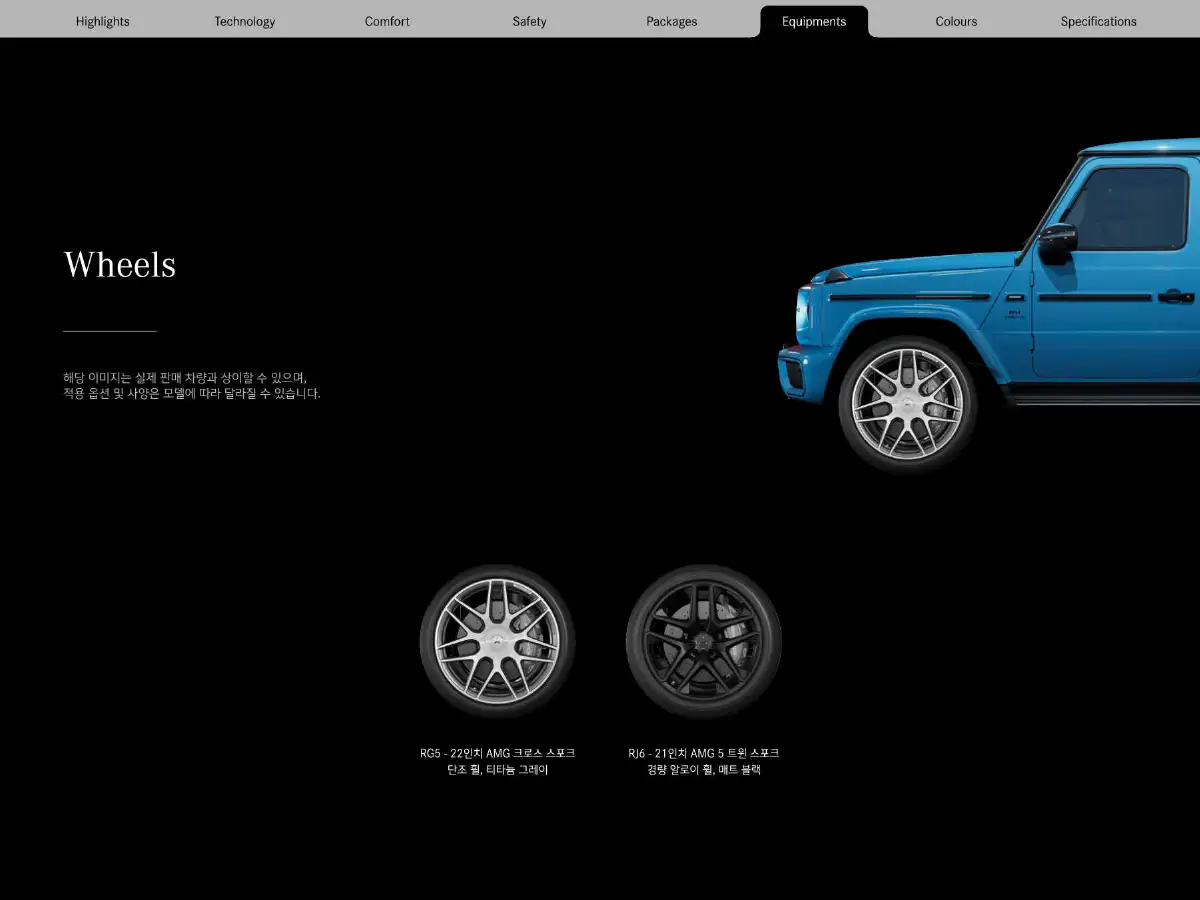 Highlights
Technology
Comfort
Safety
Packages
Equipments
Colours
Specifications
Wheels
해당 이미지는 실제 판매 차량과 상이할 수 있으며,
적용 옵션 및 사양은 모델에 따라 달라질 수 있습니다.
RG5 - 22인치 AMG 크로스 스포크
단조 휠, 티타늄 그레이
RJ6 - 21인치 AMG 5 트윈 스포크
경량 알로이 휠, 매트 블랙